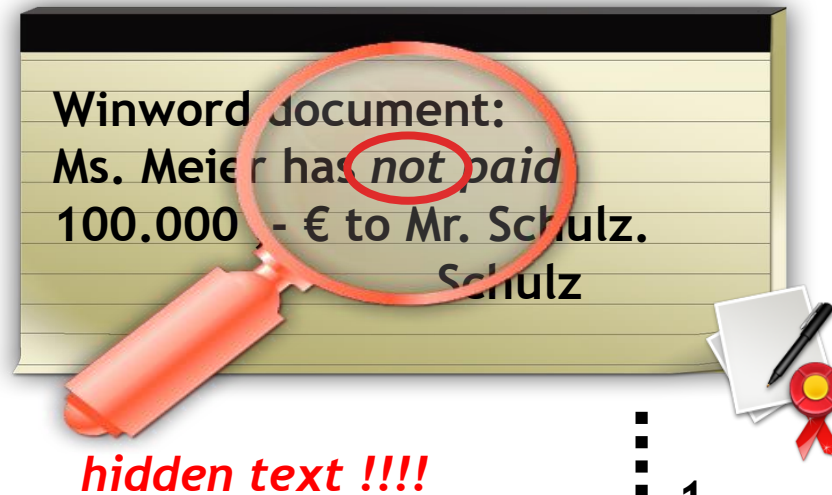 Winword document:
Ms. Meier has not paid
100.000 ,- € to Mr. Schulz.
Schulz
hidden text !!!!
1